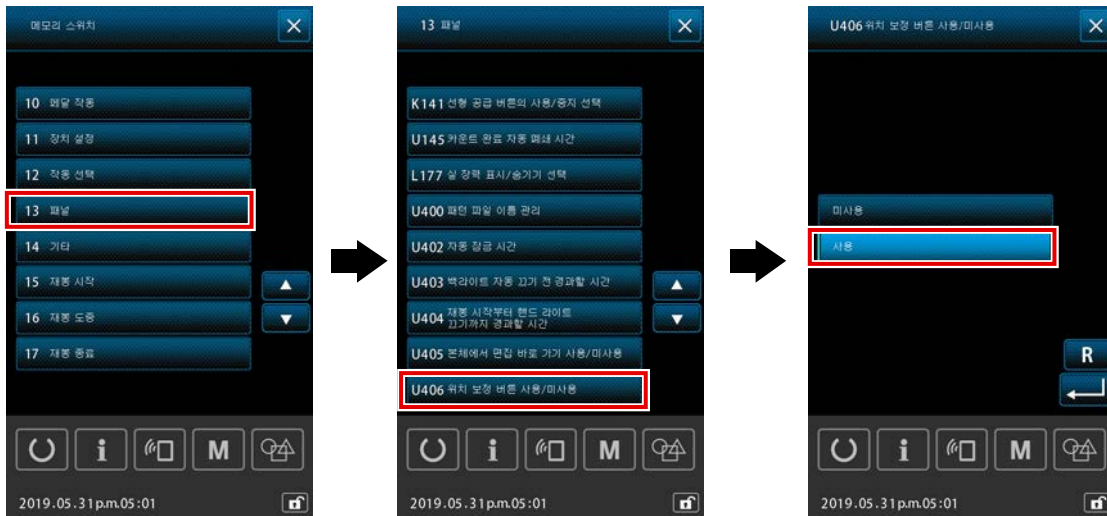 메모리 스위치
10 페달 작동
11 장치 설정
12 작동 선택
13 패널
14 기타
15 재봉 시작
16 재봉 도중
17 재봉 종료
M
2019.05.31p.m.05:01
13 패널
K141 선형 공급 버튼의 사용/중지 선택
U145 카운트 완료 자동 폐쇄 시간
L177 실 장력 표시/숨기기 선택
U400 패턴 파일 이름 관리
U402 자동 잠금 시간
U403 백라이트 자동 끄기 전 경과할 시간
U404 재봉 시작부터 핸드 라이트
끄기까지 경과할 시간
U405 본체에서 편집 바로 가기 사용/미사용
U406 위치 보정 버튼 사용/미사용
M
2019.05.31p.m.05:01
U406 위치 보정 버튼 사용/미사용
미사용
사용
R
M
2019.05.31p.m.05:01